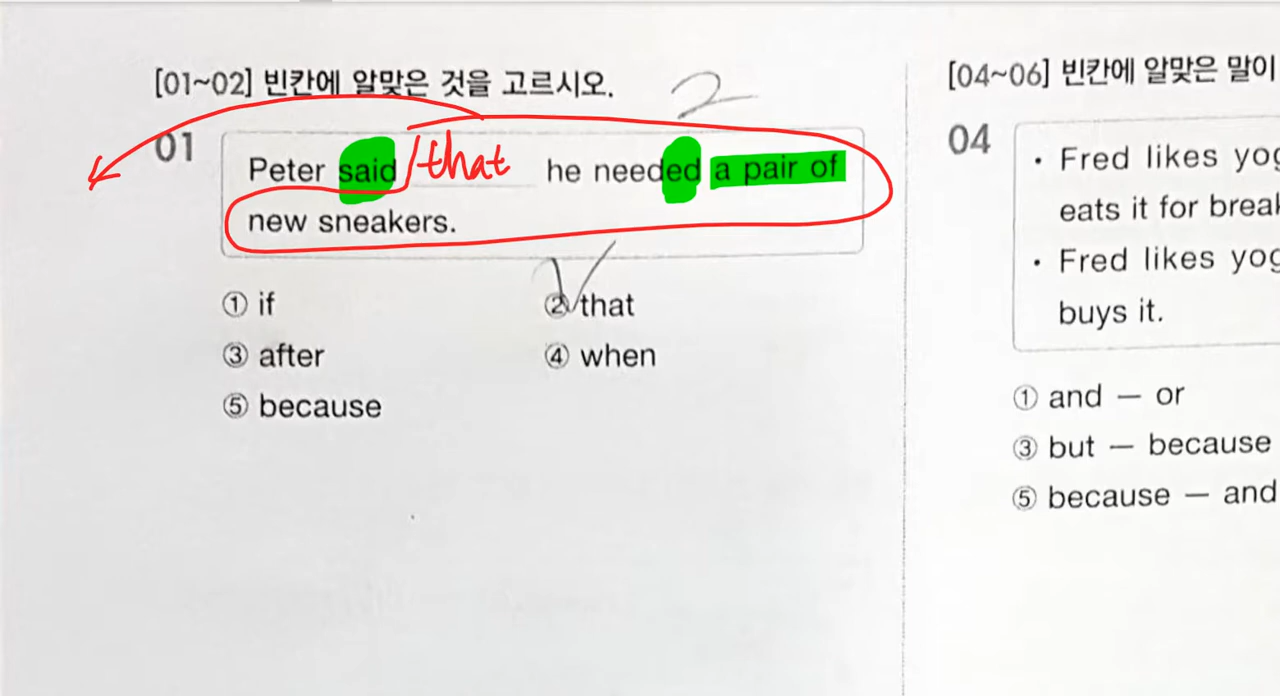 [01~02] 빈칸에 알맞은 것을 고르시오.
2
01
Peter said / that he needed a pair of
new sneakers.
① if
② that
③ after
④ when
⑤ because
[04~06] 빈칸에 알맞은 말이
04
• Fred likes yog
eats it for break
• Fred likes yog
buys it.
① and — or
③ but — because
⑤ because — and